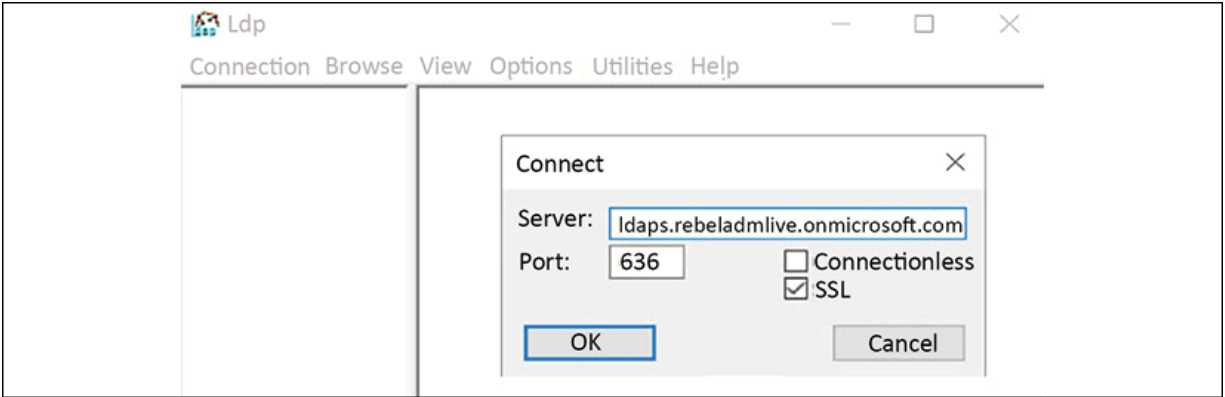 Ldp
Connection Browse View Options Utilities Help
Connect
Server: ldaps.rebeladmlive.onmicrosoft.com
Port: 636 Connectionless
SSL
OK Cancel